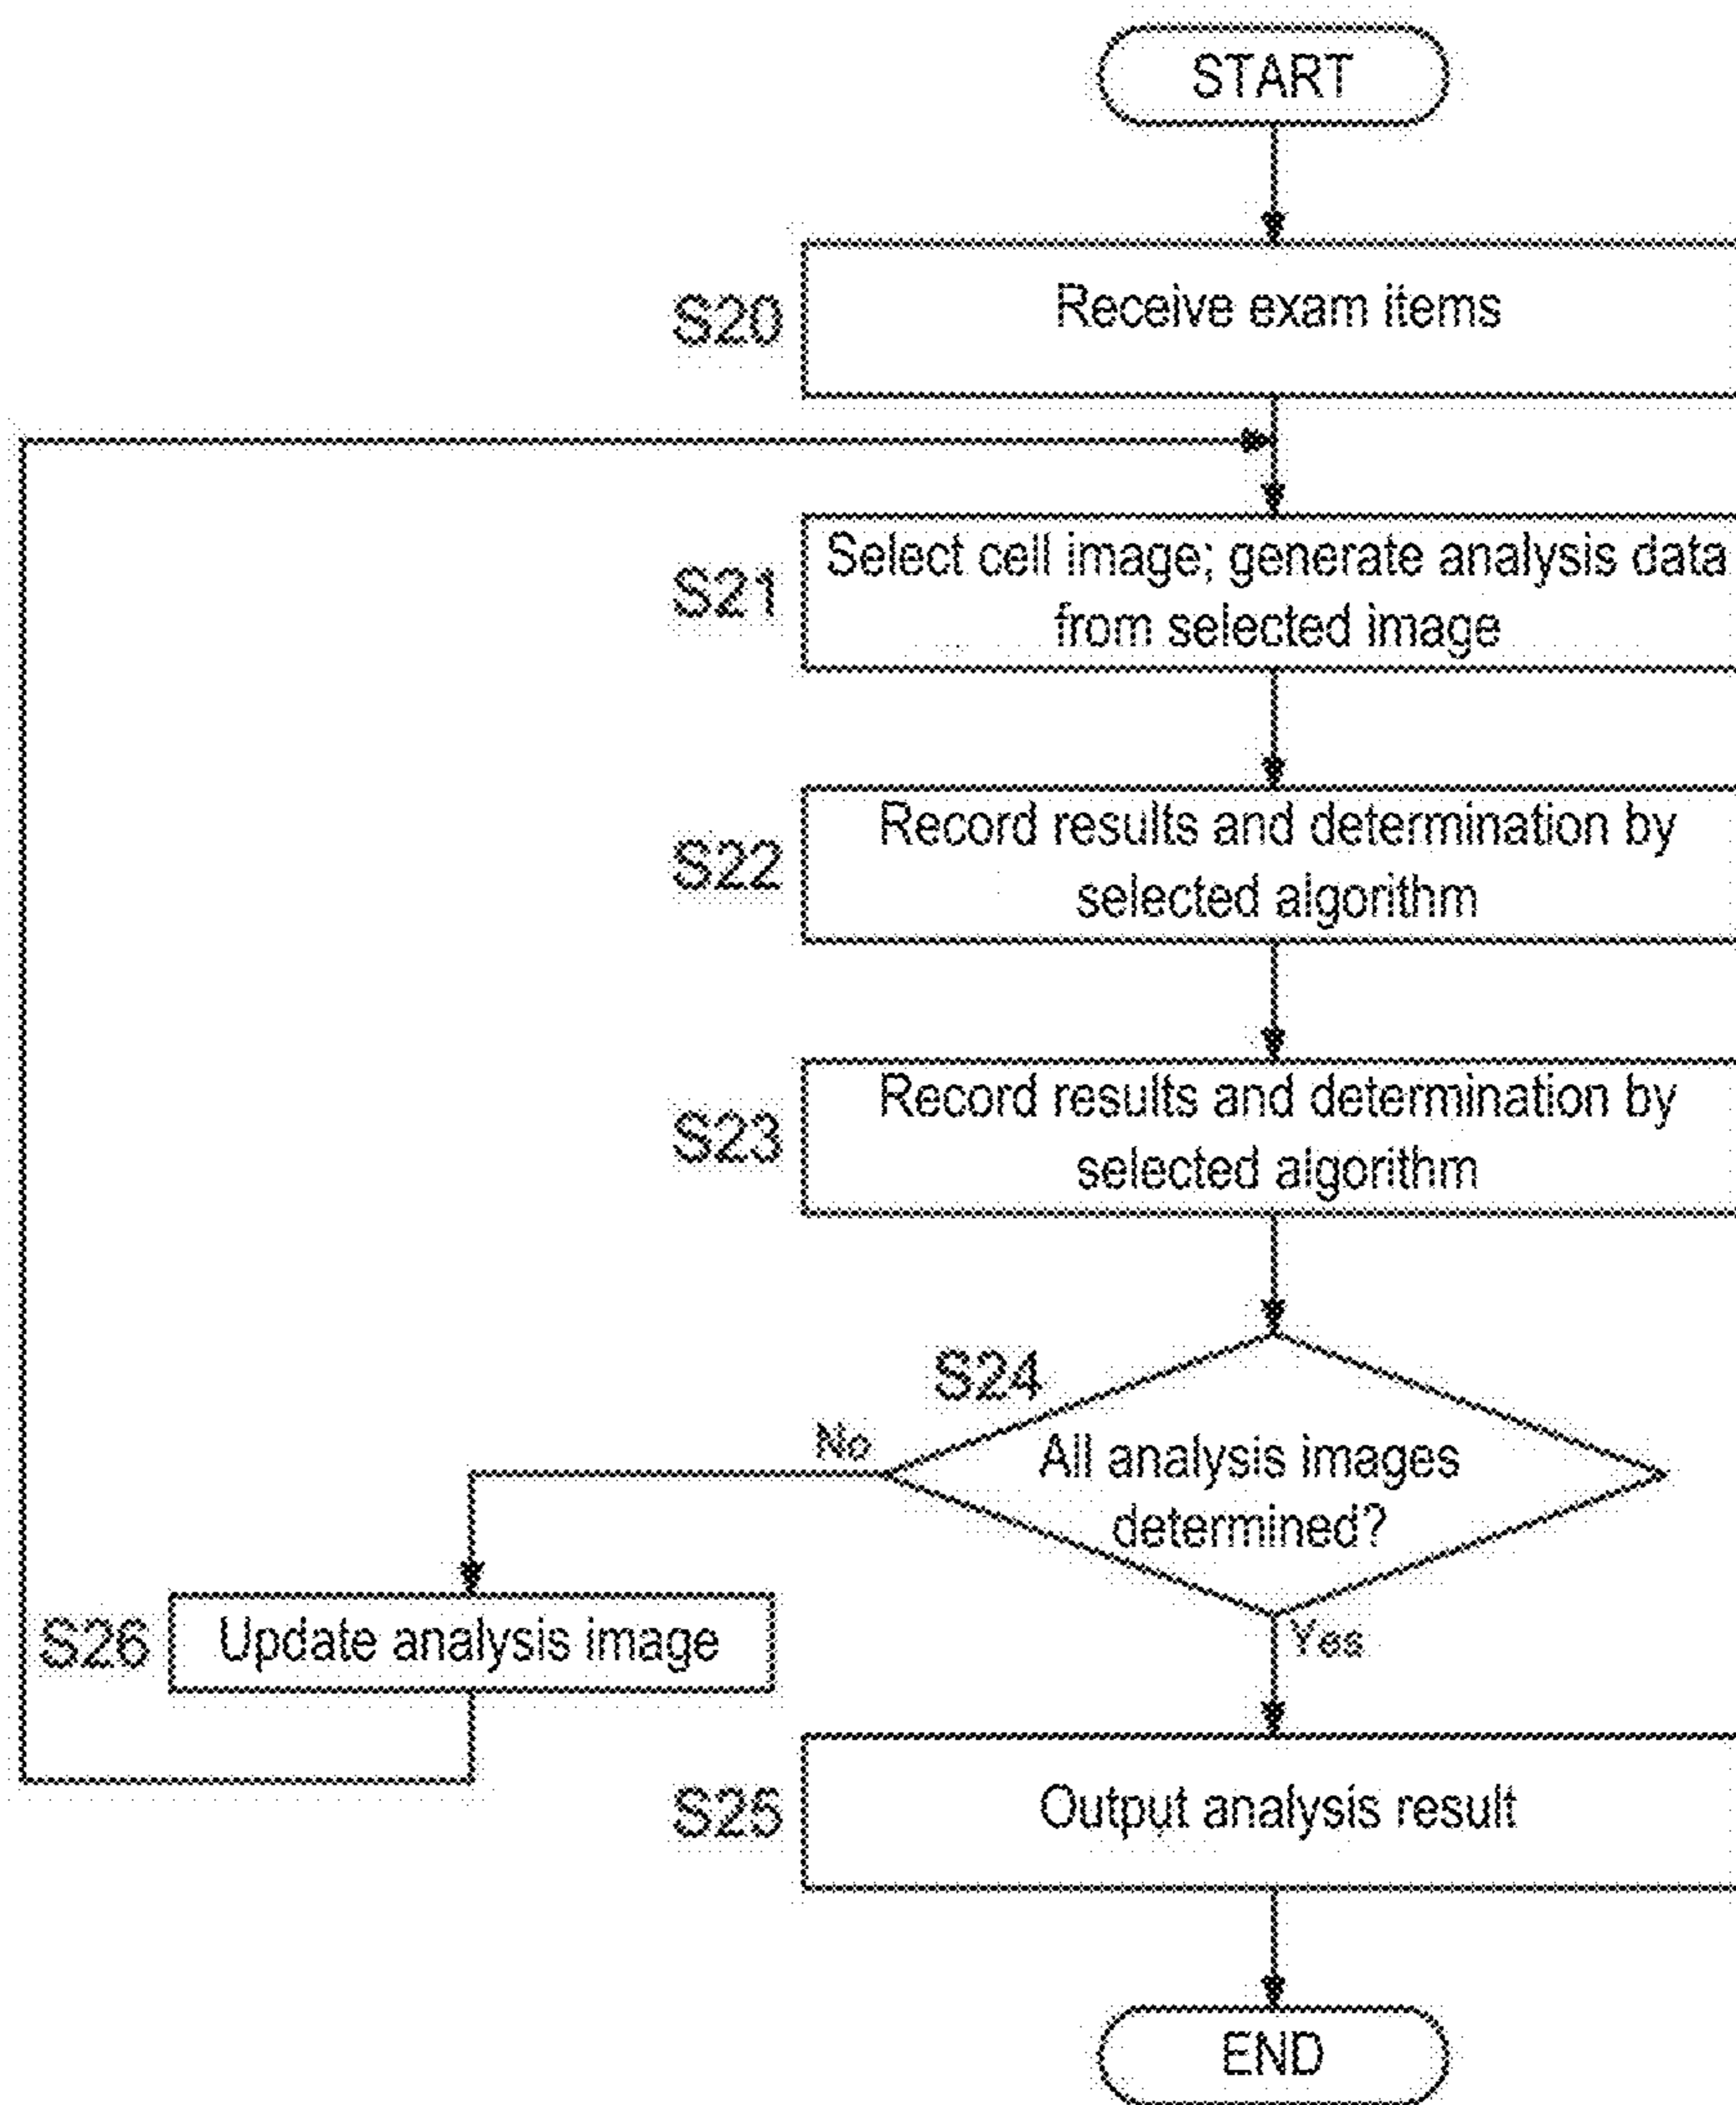 START
S20
Receive exam items
S21
Select cell image; generate analysis data
from selected image
S22
Record results and determination by
selected algorithm
S23
Record results and determination by
selected algorithm
S24
No
All analysis images
determined?
S26
Update analysis image
Yes
S25
Output analysis result
END